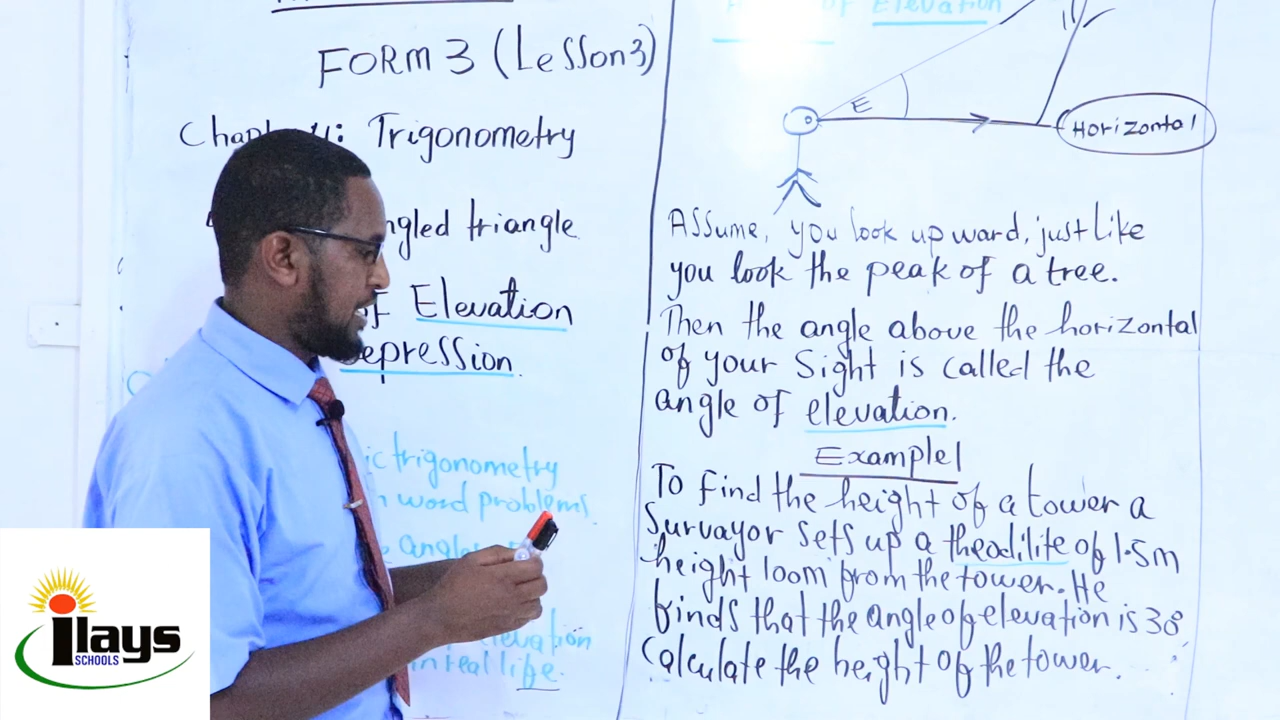 FORM 3 (Lesson3)
Trigonometry
triangle
Elevation
ic trigonometry
word problems
in real life.
of Elevation
E
Horizontal
Assume, you look upward, just Like
you look the peak of a tree.
Then the angle above the horizontal
of your Sight is called the
angle of elevation.
Example1
To find the height of a tower a
Survayor sets up a theodilite of 1.5m
height 100m from the tower. He
finds that the angle of elevation is 30°
Calculate the height of the tower.
ilays
SCHOOLS